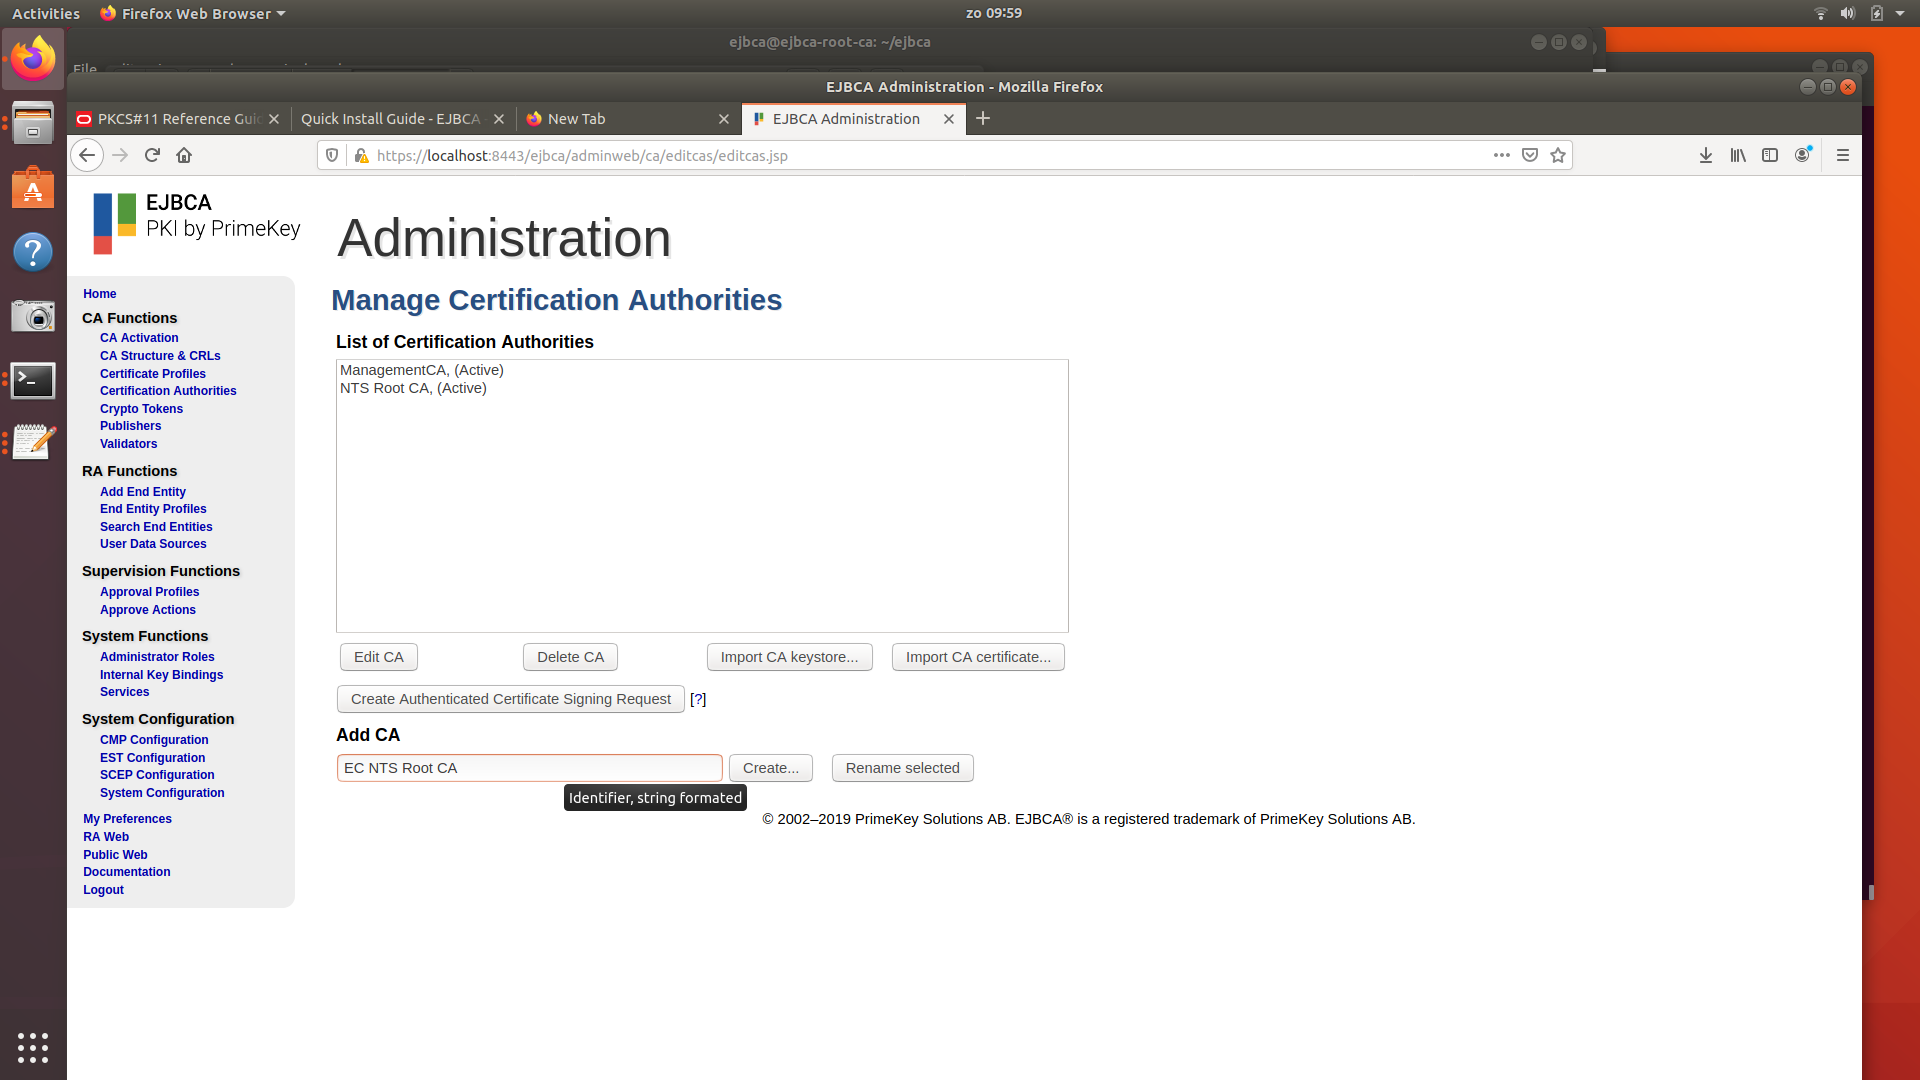 Activities
Firefox Web Browser
zo 09:59
ejbca@ejbca-root-ca: ~/ejbca
File
EJBCA Administration - Mozilla Firefox
PKCS#11 Reference Guid
Quick Install Guide - EJBCA
New Tab
EJBCA Administration
https://localhost:8443/ejbca/adminweb/ca/editcas/editcas.jsp
EJBCA
PKI by PrimeKey
Administration
Home
CA Functions
CA Activation
CA Structure & CRLs
Certificate Profiles
Certification Authorities
Crypto Tokens
Publishers
Validators
RA Functions
Add End Entity
End Entity Profiles
Search End Entities
User Data Sources
Supervision Functions
Approval Profiles
Approve Actions
System Functions
Administrator Roles
Internal Key Bindings
Services
System Configuration
CMP Configuration
EST Configuration
SCEP Configuration
System Configuration
My Preferences
RA Web
Public Web
Documentation
Logout
Manage Certification Authorities
List of Certification Authorities
ManagementCA, (Active)
NTS Root CA, (Active)
Edit CA
Delete CA
Import CA keystore...
Import CA certificate...
Create Authenticated Certificate Signing Request [?]
Add CA
EC NTS Root CA
Create...
Rename selected
Identifier, string formated
© 2002–2019 PrimeKey Solutions AB. EJBCA® is a registered trademark of PrimeKey Solutions AB.